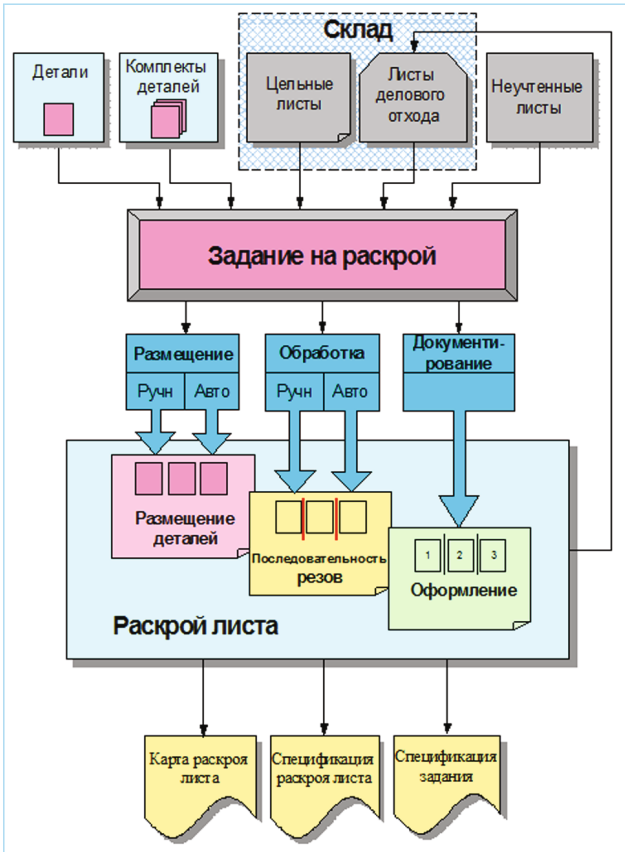 Склад
Детали
Комплекты
деталей
Цельные
листы
Листы
делового
отхода
Неучтенные
листы
Задание на раскрой
Размещение
Ручн Авто
Обработка
Ручн Авто
Документи-
рование
Размещение
деталей
Последовательность
резов
1 2 3
Оформление
Раскрой листа
Карта раскроя
листа
Спецификация
раскроя листа
Спецификация
задания